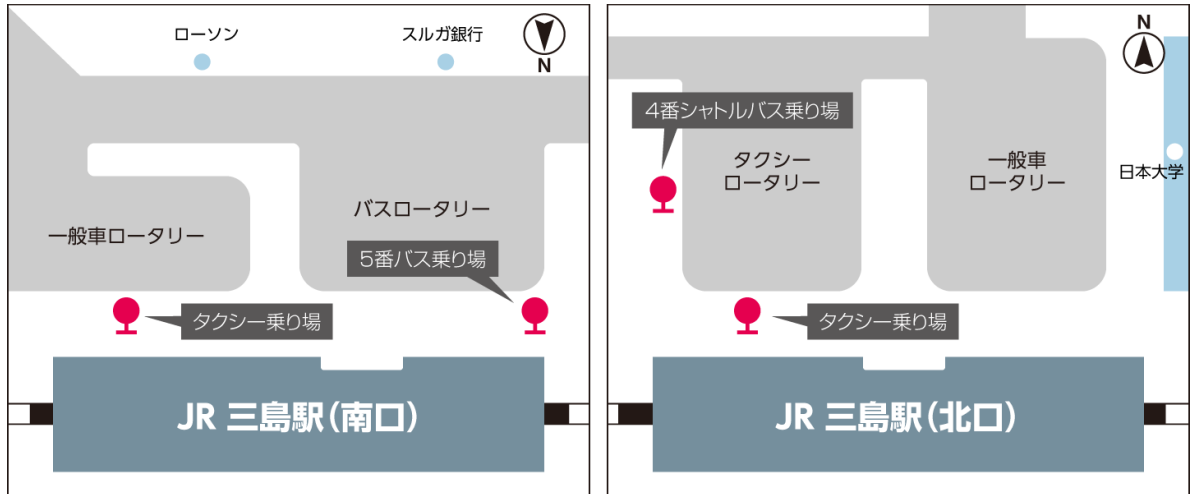 ローソン
スルガ銀行
N
一般車ロータリー
バスロータリー
5番バス乗り場
タクシー乗り場
JR 三島駅(南口)
N
4番シャトルバス乗り場
タクシー
ロータリー
一般車
ロータリー
日本大学
タクシー乗り場
JR 三島駅(北口)